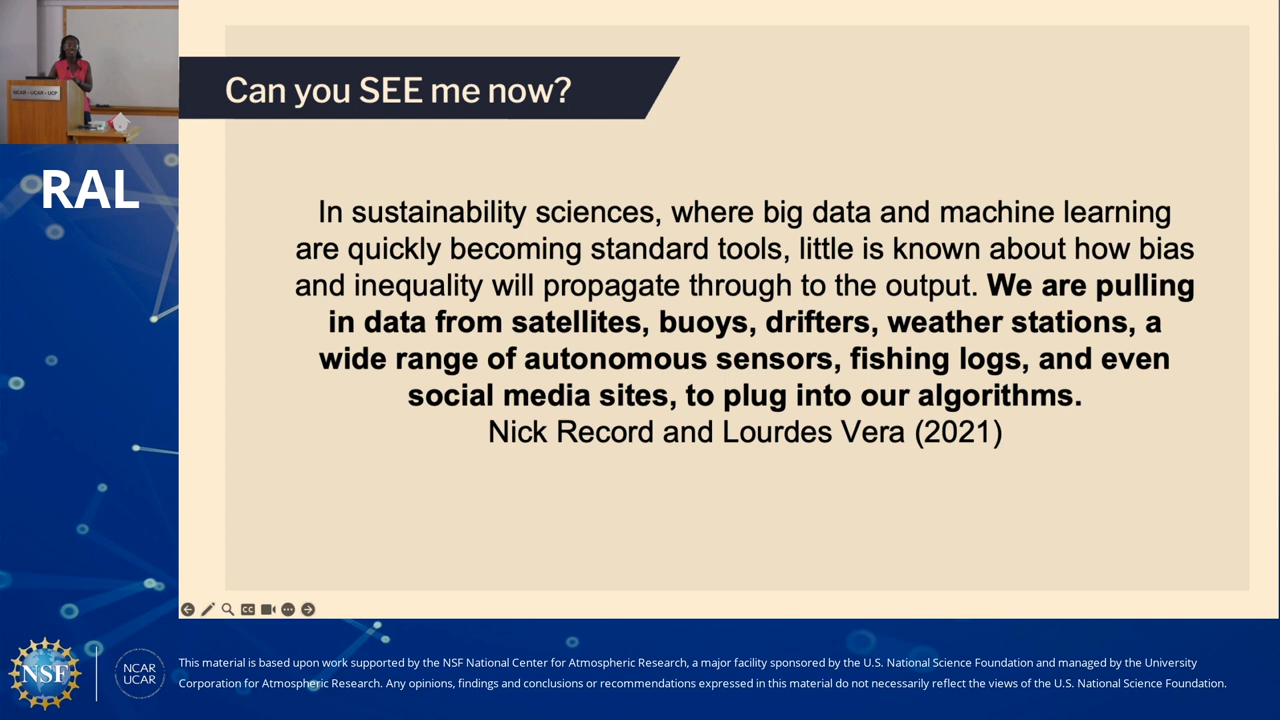 NCAR • UCAR • UCP
RAL
Can you SEE me now?
In sustainability sciences, where big data and machine learning
are quickly becoming standard tools, little is known about how bias
and inequality will propagate through to the output. We are pulling
in data from satellites, buoys, drifters, weather stations, a
wide range of autonomous sensors, fishing logs, and even
social media sites, to plug into our algorithms.
Nick Record and Lourdes Vera (2021)
CC
NSF
NCAR
UCAR
This material is based upon work supported by the NSF National Center for Atmospheric Research, a major facility sponsored by the U.S. National Science Foundation and managed by the University
Corporation for Atmospheric Research. Any opinions, findings and conclusions or recommendations expressed in this material do not necessarily reflect the views of the U.S. National Science Foundation.